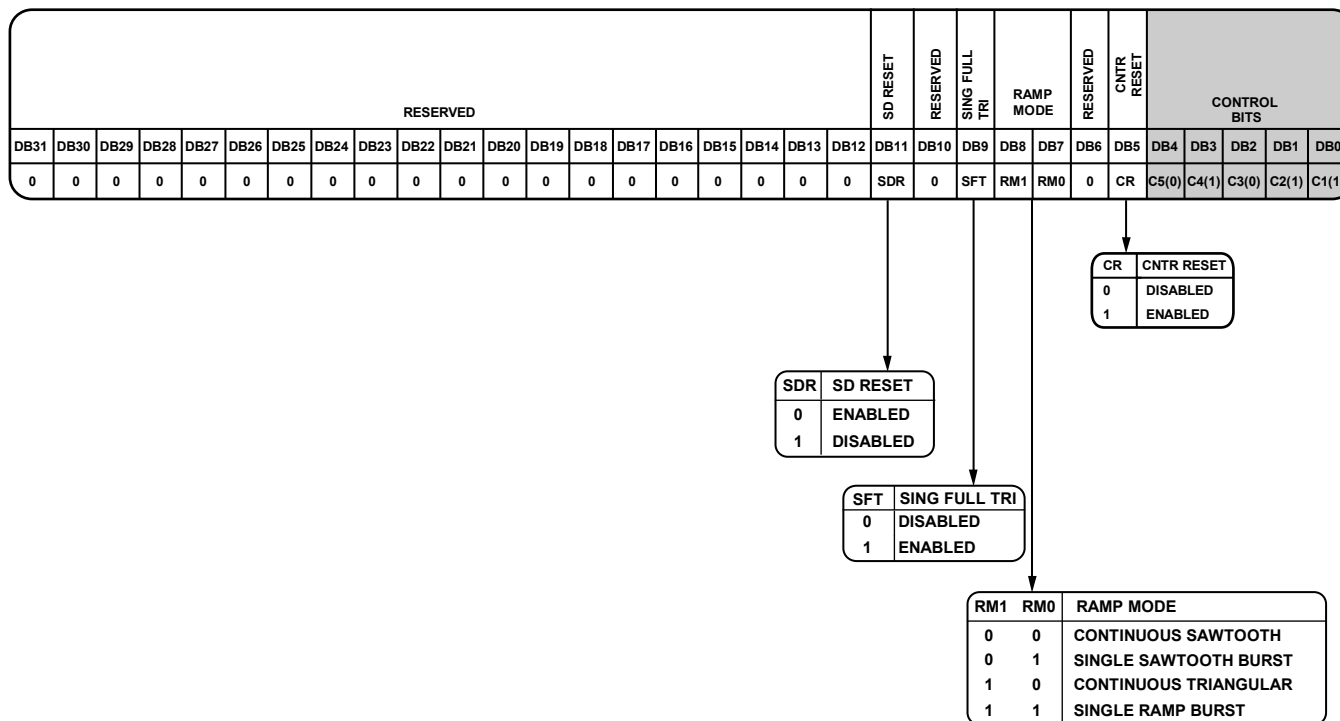 RESERVED SD RESET RESERVED SING FULL TRI RAMP MODE RESERVED CNTR RESET CONTROL BITS
DB31 DB30 DB29 DB28 DB27 DB26 DB25 DB24 DB23 DB22 DB21 DB20 DB19 DB18 DB17 DB16 DB15 DB14 DB13 DB12 DB11 DB10 DB9 DB8 DB7 DB6 DB5 DB4 DB3 DB2 DB1 DB0
0 0 0 0 0 0 0 0 0 0 0 0 0 0 0 0 0 0 0 0 SDR 0 SFT RM1 RM0 0 CR C5(0) C4(1) C3(0) C2(1) C1(1
CR CNTR RESET
0 DISABLED
1 ENABLED
SDR SD RESET
0 ENABLED
1 DISABLED
SFT SING FULL TRI
0 DISABLED
1 ENABLED
RM1 RM0 RAMP MODE
0 0 CONTINUOUS SAWTOOTH
0 1 SINGLE SAWTOOTH BURST
1 0 CONTINUOUS TRIANGULAR
1 1 SINGLE RAMP BURST